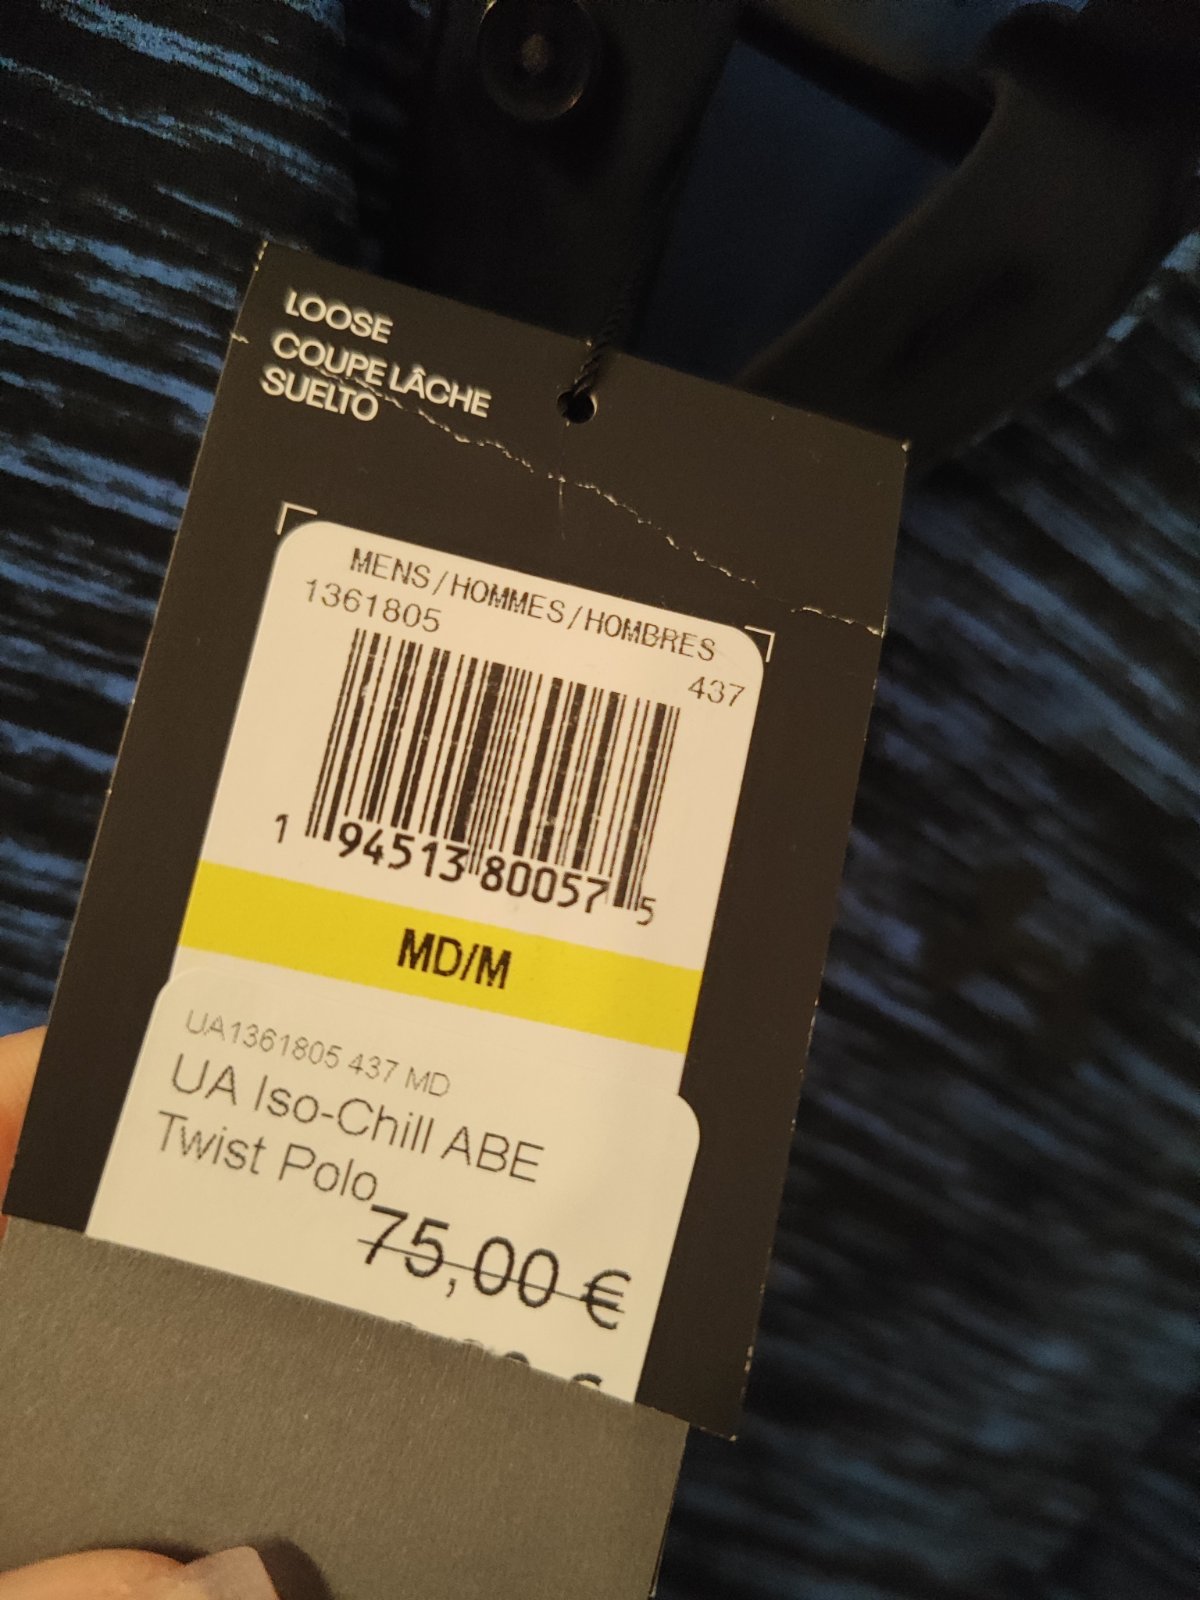 LOOSE
COUPE LÂCHE
SUELTO
MENS/HOMMES/HOMBRES
1361805
437
1 94513 80057 5
MD/M
UA1361805 437 MD
UA Iso-Chill ABE
Twist Polo
75,00 €
€